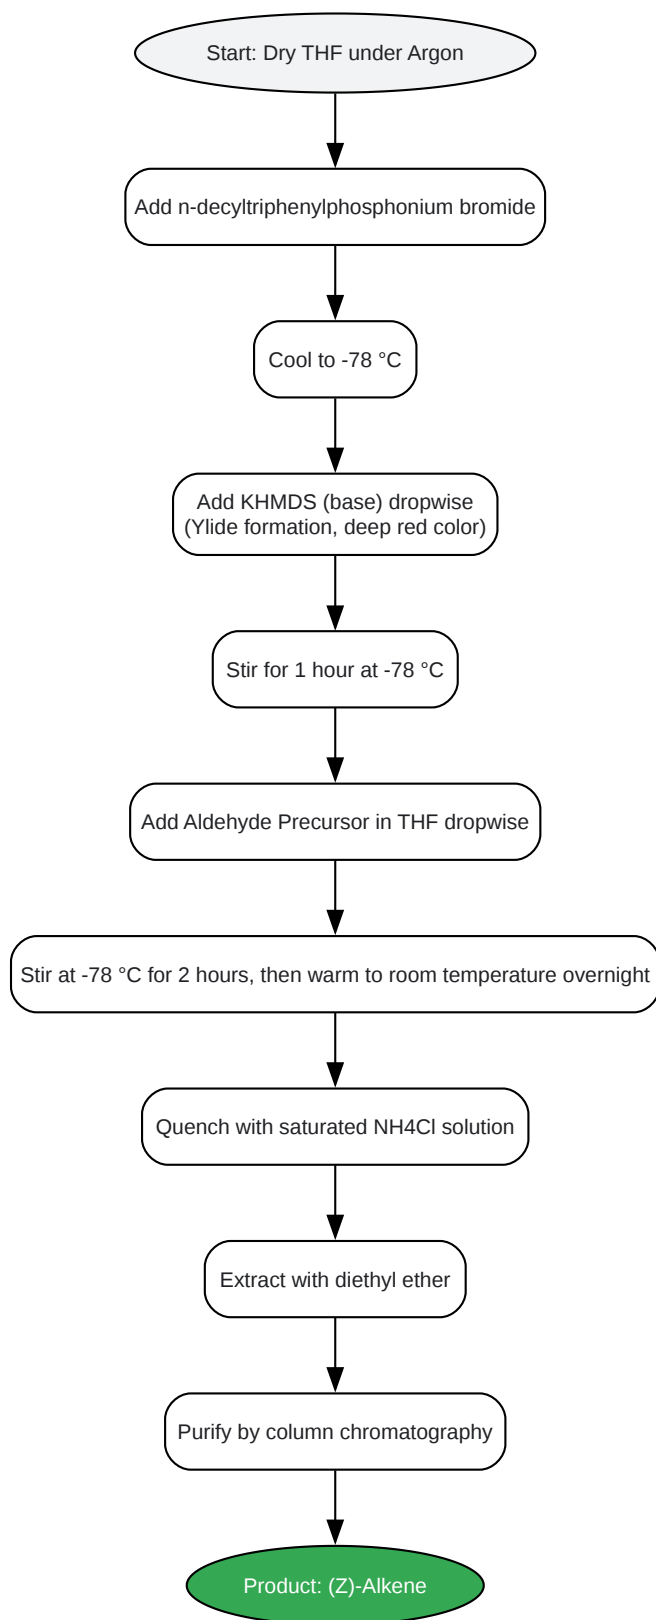 Start: Dry THF under Argon
Add n-decyltriphenylphosphonium bromide
Cool to -78 °C
Add KHMDS (base) dropwise
(Ylide formation, deep red color)
Stir for 1 hour at -78 °C
Add Aldehyde Precursor in THF dropwise
Stir at -78 °C for 2 hours, then warm to room temperature overnight
Quench with saturated NH4Cl solution
Extract with diethyl ether
Purify by column chromatography
Product: (Z)-Alkene